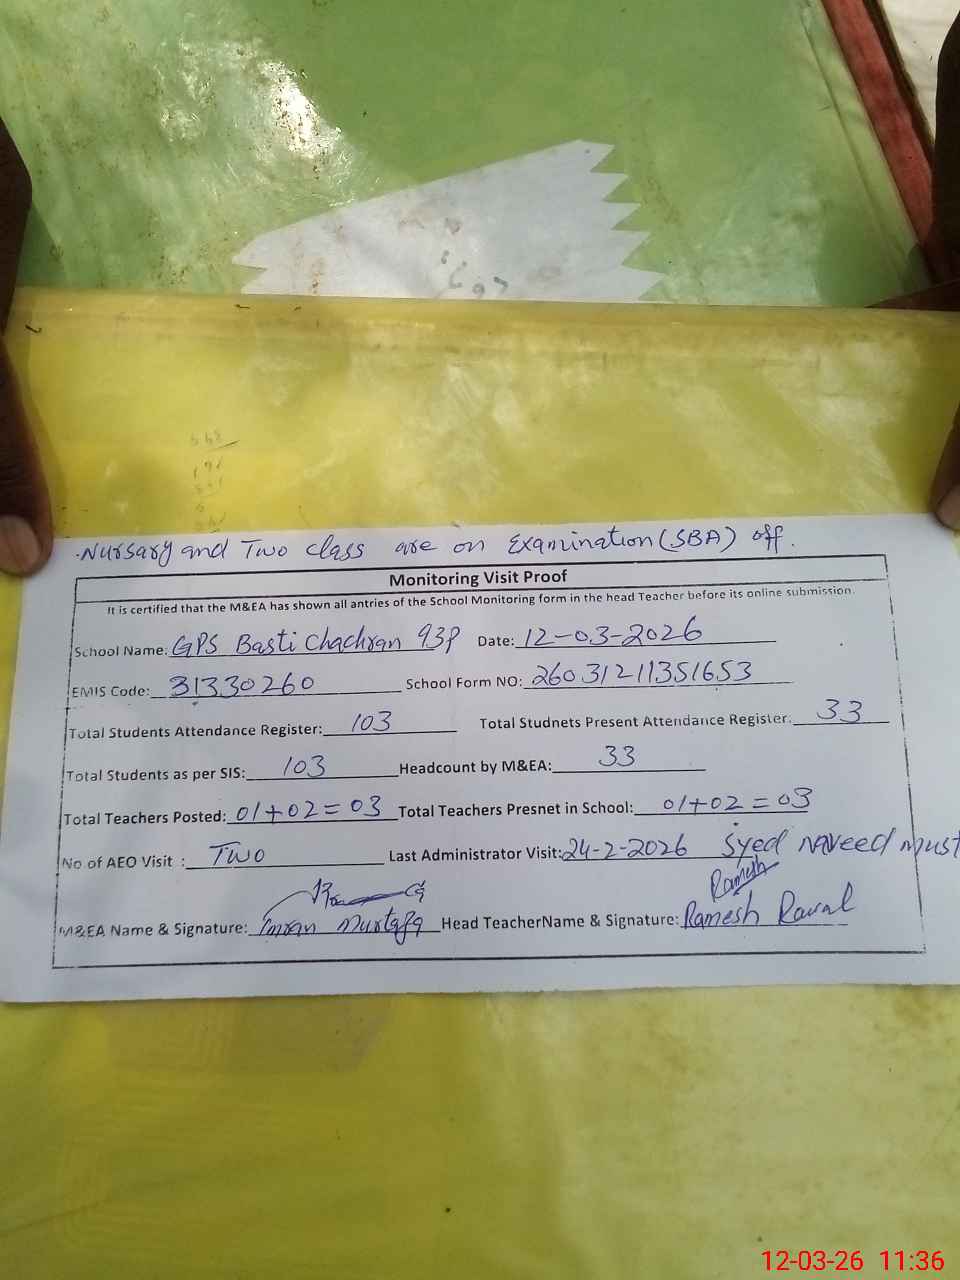 .Nursary and Two class are on Examination (SBA) off.
Monitoring Visit Proof
It is certified that the M&EA has shown all antries of the School Monitoring form in the head Teacher before its online submission.
School Name: GPS Basti Chachran 93P Date: 12-03-2026
EMIS Code: 31330260 School Form NO: 26031211351653
Total Students Attendance Register: 103 Total Studnets Present Attendance Register. 33
Total Students as per SIS: 103 Headcount by M&EA: 33
Total Teachers Posted: 01+02=03 Total Teachers Presnet in School: 01+02=03
No of AEO Visit : Two Last Administrator Visit: 24-2-2026 Syed Naveed must
Ramesh
M&EA Name & Signature: Imran Murtaza Head TeacherName & Signature: Ramesh Rawal
12-03-26 11:36